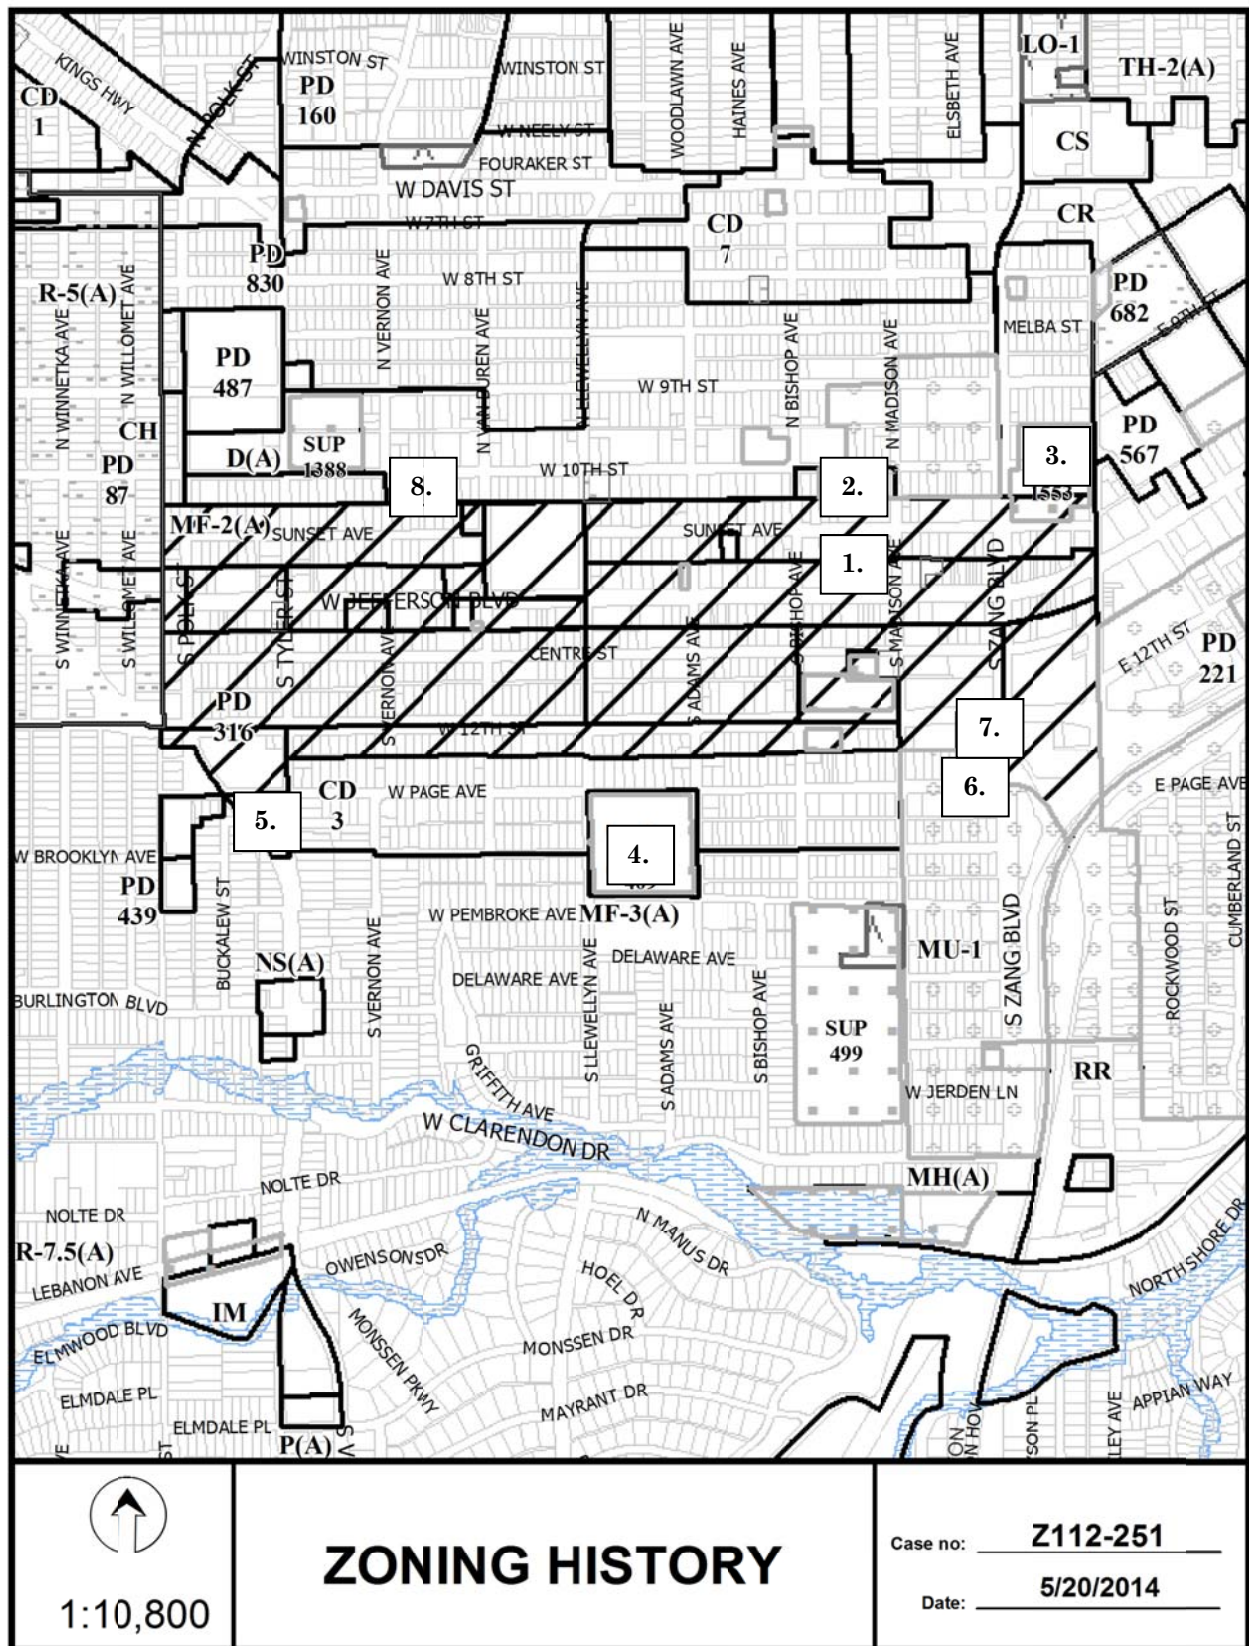 KINGS HWY
N POLK ST
WINSTON ST
WINSTON ST
WOODLAWN AVE
HAINES AVE
ELSBETH AVE
LO-1
TH-2(A)
CD
1
PD
160
W NEELY ST
FOURAKER ST
CS
W DAVIS ST
W 7TH ST
CD
7
CR
PD
830
R-5(A)
N WINNETKA AVE
N WILLOMET AVE
N VERNON AVE
W 8TH ST
N VAN BUREN AVE
N LLEWELLYN AVE
N BISHOP AVE
N MADISON AVE
MELBA ST
PD
682
E 9TH ST
PD
487
W 9TH ST
CH
PD
87
D(A)
SUP
1388
8.
W 10TH ST
2.
3.
1553
PD
567
MF-2(A)
SUNSET AVE
SUNSET AVE
1.
S WINNETKA AVE
S WILLOMET AVE
S POLK ST
S TYLER ST
W JEFFERSON BLVD
S VERNON AVE
CENTRE ST
S ADAMS AVE
S BISHOP AVE
S MADISON AVE
S ZANG BLVD
E 12TH ST
PD
221
PD
316
W 12TH ST
7.
6.
E PAGE AVE
CD
3
W PAGE AVE
5.
4.
W BROOKLYN AVE
PD
439
BUCKALEW ST
S VERNON AVE
W PEMBROKE AVE
MF-3(A)
DELAWARE AVE
DELAWARE AVE
MU-1
S ZANG BLVD
ROCKWOOD ST
CUMBERLAND ST
NS(A)
BURLINGTON BLVD
S LLEWELLYN AVE
S ADAMS AVE
S BISHOP AVE
SUP
499
GRIFFITH AVE
W JERDEN LN
RR
W CLARENDON DR
MH(A)
NOLTE DR
NOLTE DR
R-7.5(A)
LEBANON AVE
OWENSONS DR
N MANUS DR
HOEL DR
NORTH SHORE DR
IM
ELMWOOD BLVD
MONSSEN PKWY
MONSSEN DR
MAYRANT DR
ELMDALE PL
ELMDALE PL
P(A)
APPIAN WAY
ZONING HISTORY
1:10,800
Case no: Z112-251
Date: 5/20/2014